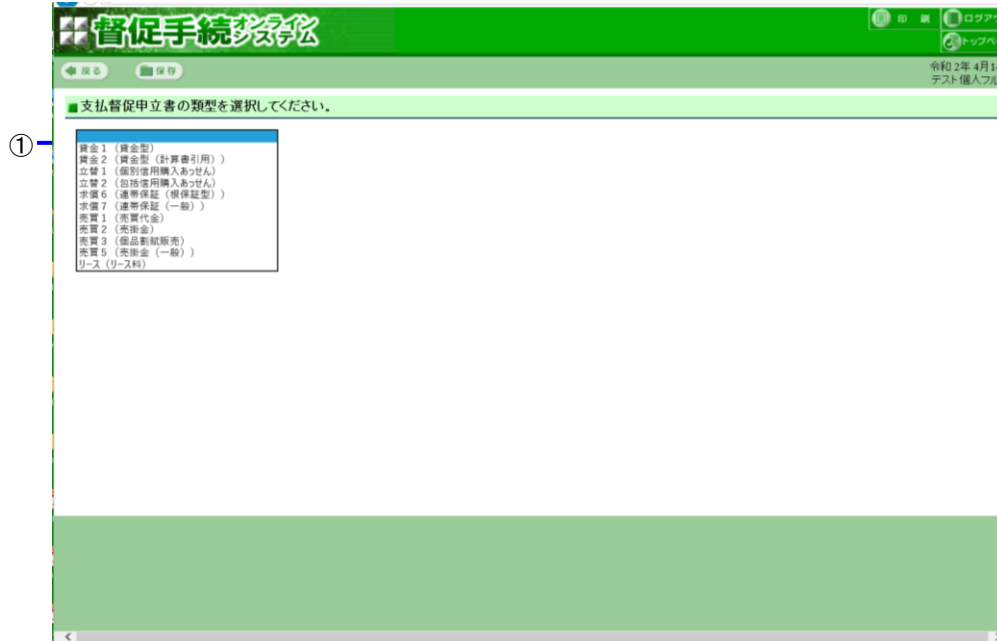 督促手続オンラインシステム
印 刷
ログア
トップペ
戻る
保存
令和 2年 4月1
テスト個人フル
■支払督促申立書の類型を選択してください。
①
貸金1（貸金型）
貸金2（貸金型（計算書引用））
立替1（個別信用購入あっせん）
立替2（包括信用購入あっせん）
求償6（連帯保証（根保証型））
求償7（連帯保証（一般））
売買1（売買代金）
売買2（売掛金）
売買3（個品割賦販売）
売買5（売掛金（一般））
リース（リース料）